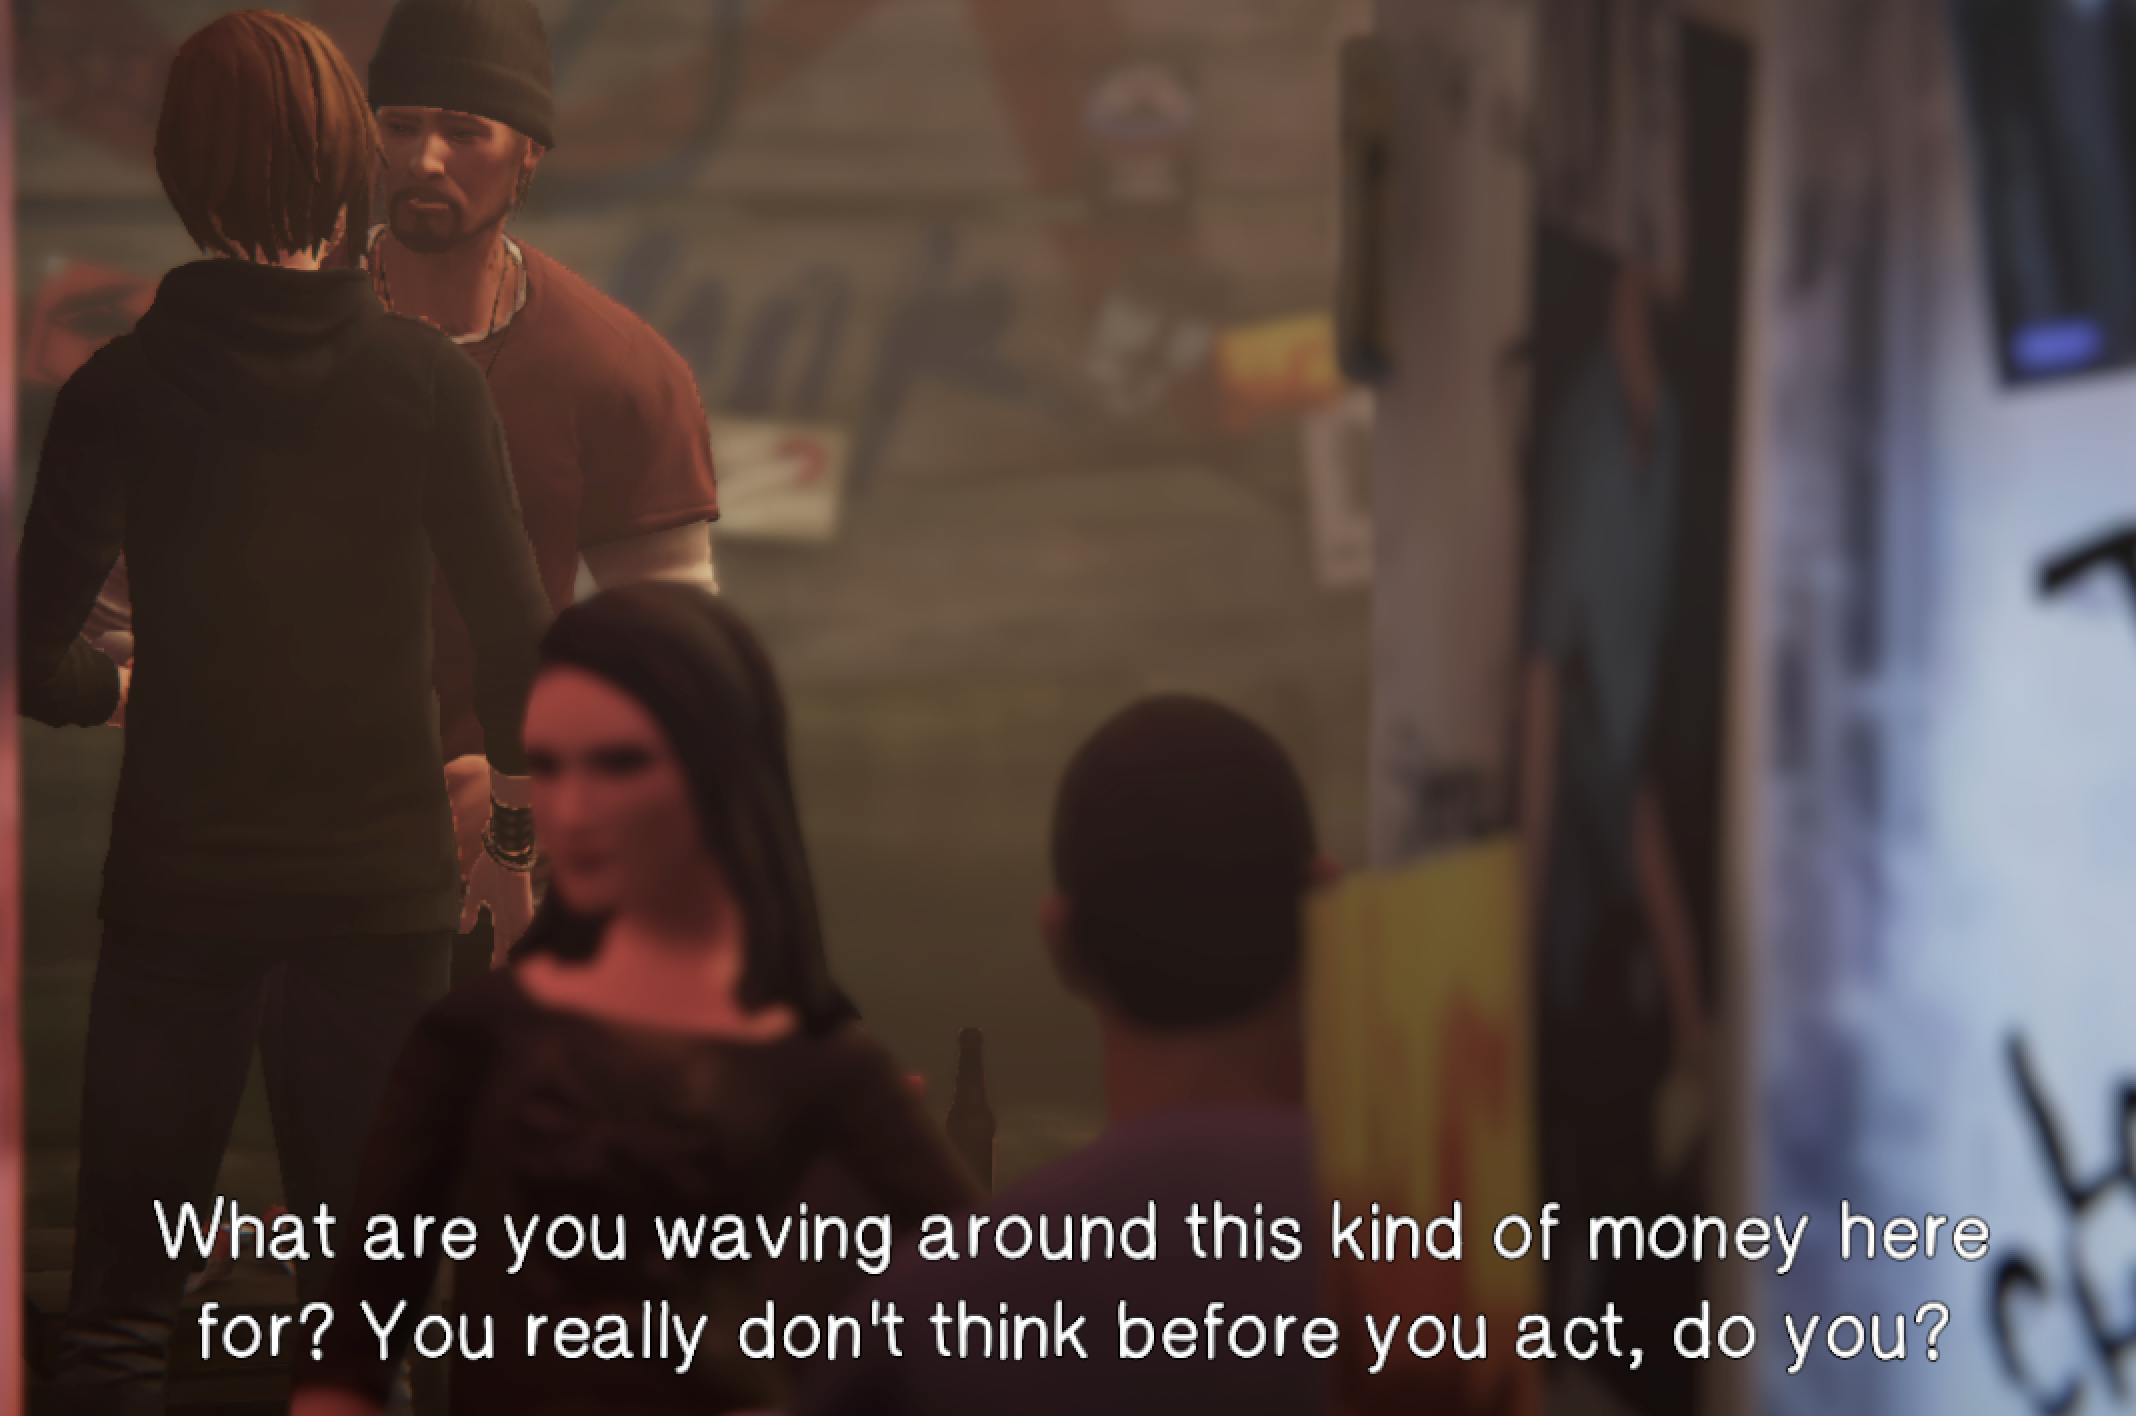 What are you waving around this kind of money here
for? You really don't think before you act, do you?